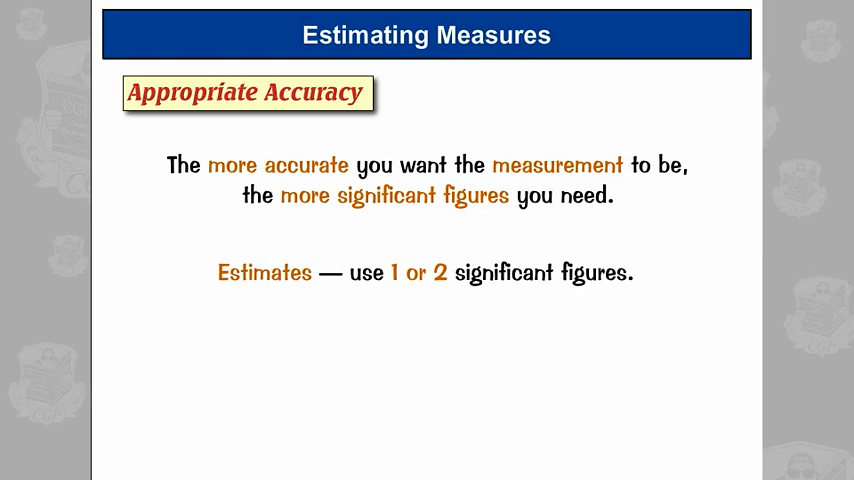 Estimating Measures
Appropriate Accuracy
The more accurate you want the measurement to be,
the more significant figures you need.
Estimates — use 1 or 2 significant figures.
CGP